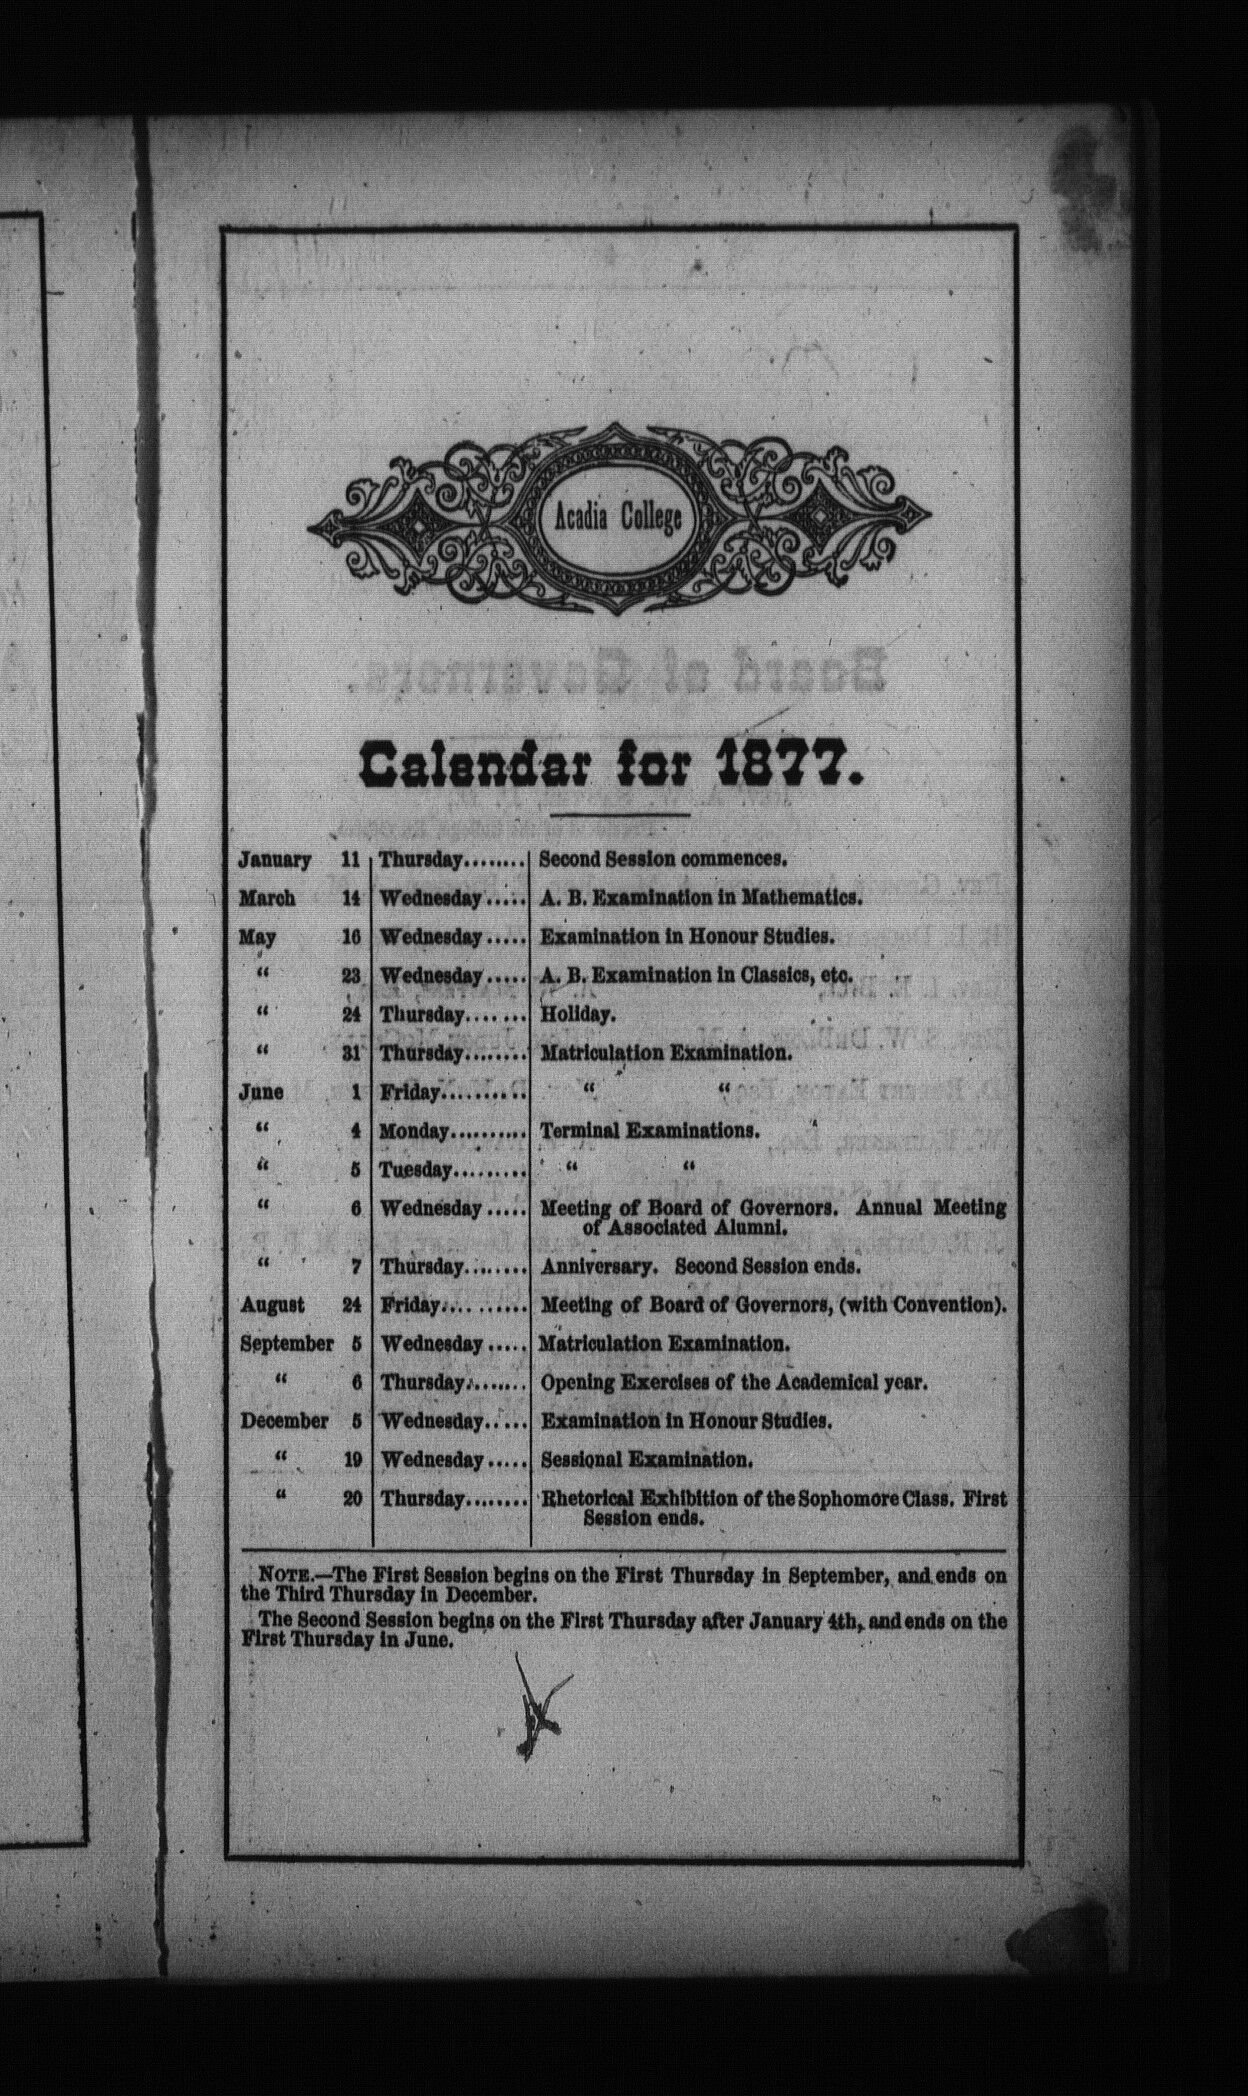 Acadia College
Calendar for 1877.
January 11 Thursday........ Second Session commences.
March 14 Wednesday..... A. B. Examination in Mathematics.
May 16 Wednesday..... Examination in Honour Studies.
“ 23 Wednesday..... A. B. Examination in Classics, etc.
“ 24 Thursday....... Holiday.
“ 31 Thursday........ Matriculation Examination.
June 1 Friday.......... “ “
“ 4 Monday.......... Terminal Examinations.
“ 5 Tuesday......... “ “
“ 6 Wednesday..... Meeting of Board of Governors. Annual Meeting
of Associated Alumni.
“ 7 Thursday........ Anniversary. Second Session ends.
August 24 Friday.......... Meeting of Board of Governors, (with Convention).
September 5 Wednesday..... Matriculation Examination.
“ 6 Thursday........ Opening Exercises of the Academical year.
December 5 Wednesday..... Examination in Honour Studies.
“ 19 Wednesday..... Sessional Examination.
“ 20 Thursday........ Rhetorical Exhibition of the Sophomore Class. First
Session ends.
NOTE.—The First Session begins on the First Thursday in September, and ends on
the Third Thursday in December.
The Second Session begins on the First Thursday after January 4th, and ends on the
First Thursday in June.